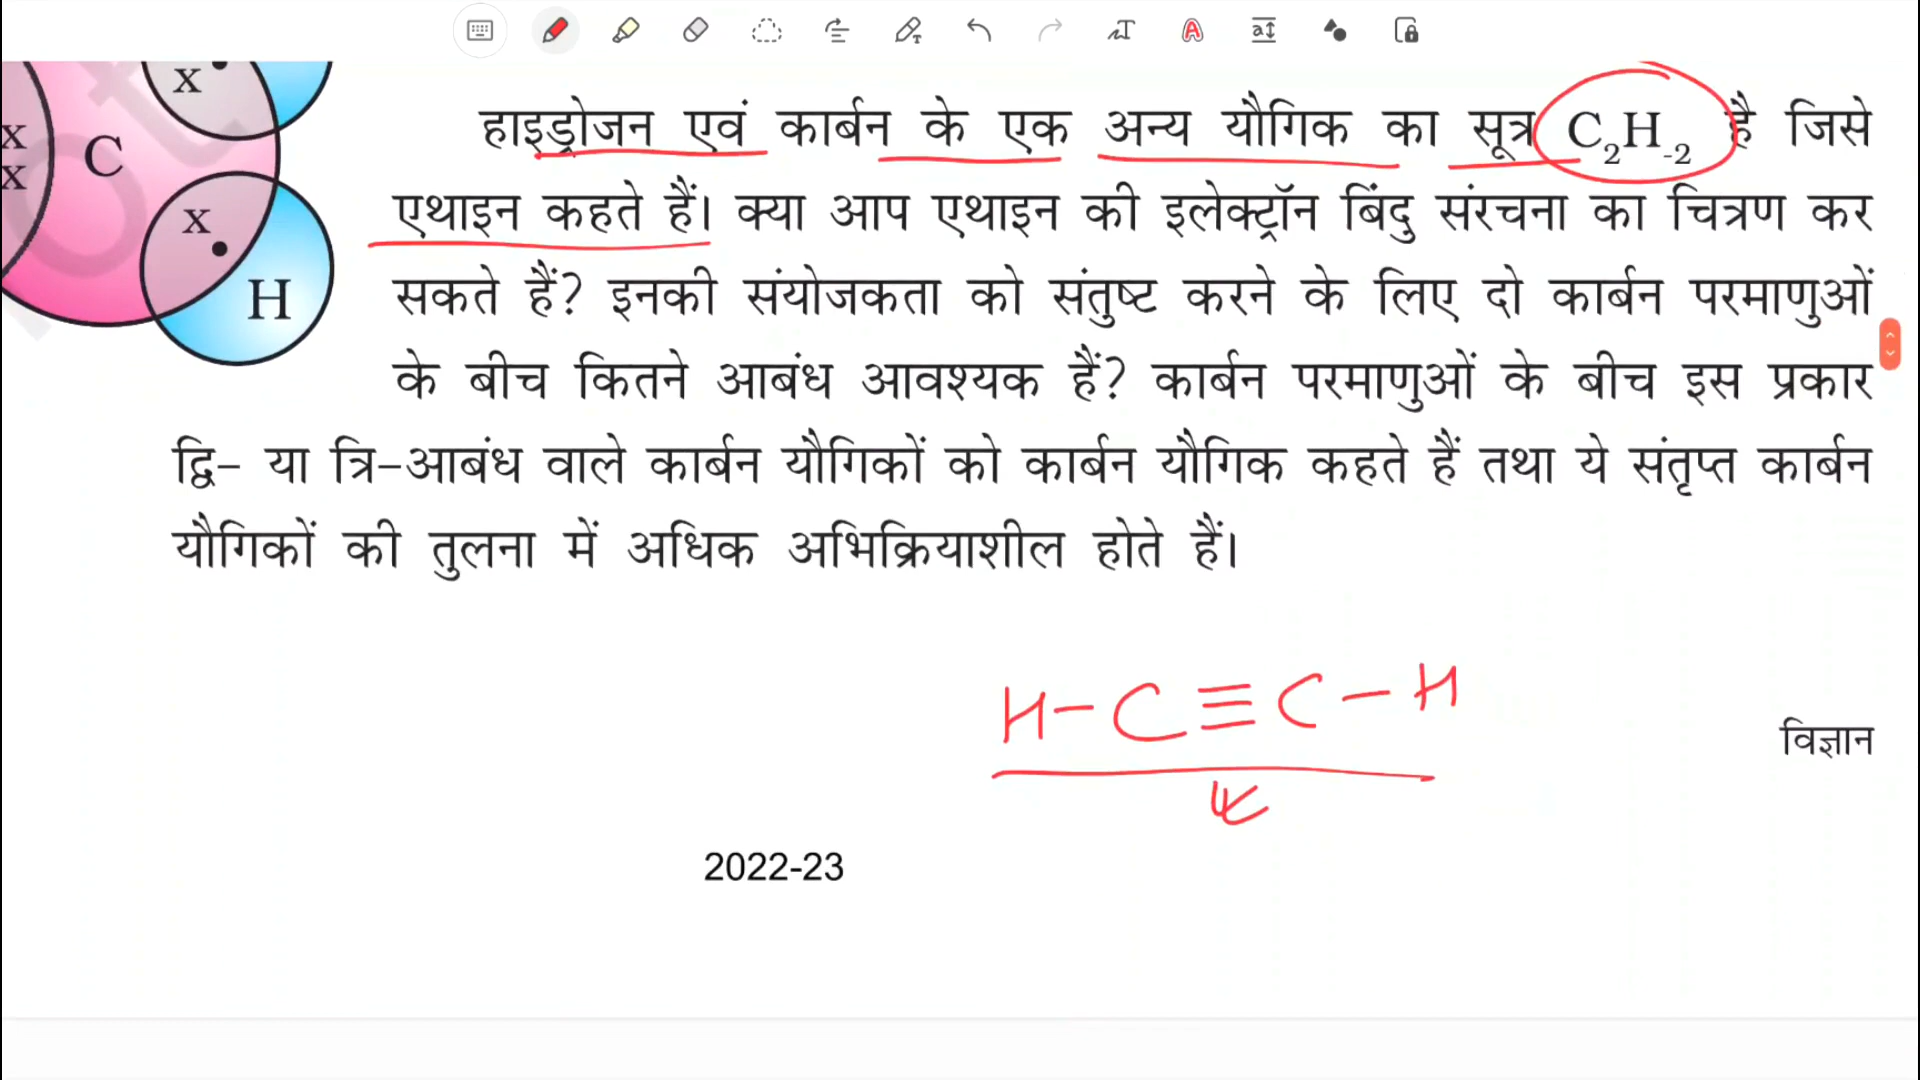 x
हाइड्रोजन एवं कार्बन के एक अन्य यौगिक का सूत्र C₂H₋₂ है जिसे
x
x
C
एथाइन कहते हैं। क्या आप एथाइन की इलेक्ट्रॉन बिंदु संरचना का चित्रण कर
x
H
सकते हैं? इनकी संयोजकता को संतुष्ट करने के लिए दो कार्बन परमाणुओं
के बीच कितने आबंध आवश्यक हैं? कार्बन परमाणुओं के बीच इस प्रकार
द्वि- या त्रि-आबंध वाले कार्बन यौगिकों को कार्बन यौगिक कहते हैं तथा ये संतृप्त कार्बन
यौगिकों की तुलना में अधिक अभिक्रियाशील होते हैं।
H-C≡C-H
विज्ञान
2022-23